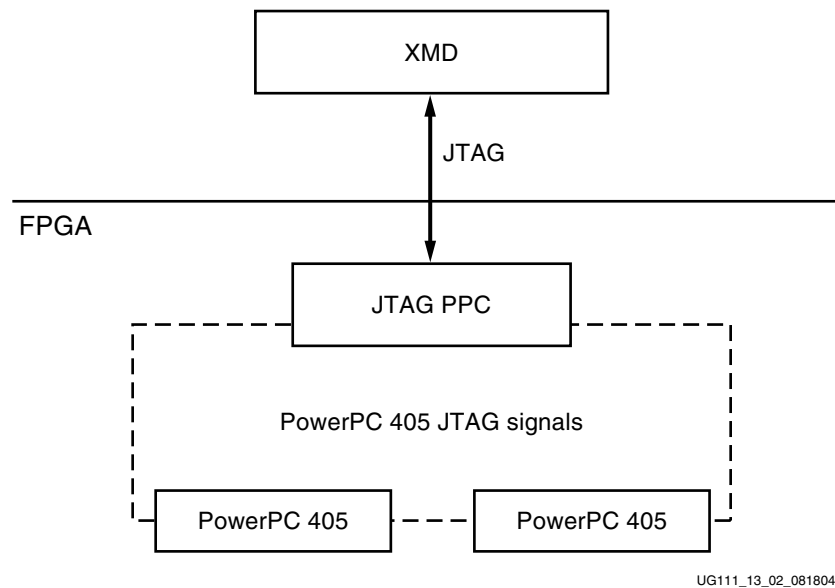 XMD
JTAG
FPGA
JTAG PPC
PowerPC 405 JTAG signals
PowerPC 405
PowerPC 405
UG111_13_02_081804